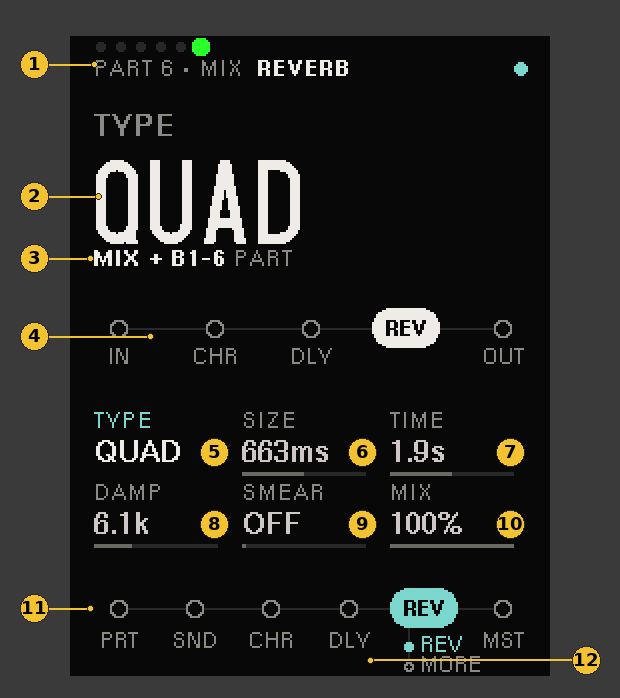 1 PART 6 · MIX REVERB
TYPE
2 QUAD
3 MIX + B1-6 PART
REV
4
IN CHR DLY OUT
TYPE SIZE TIME
QUAD 5 663ms 6 1.9s 7
DAMP SMEAR MIX
6.1k 8 OFF 9 100% 10
11 REV
PRT SND CHR DLY MST
REV
MORE 12